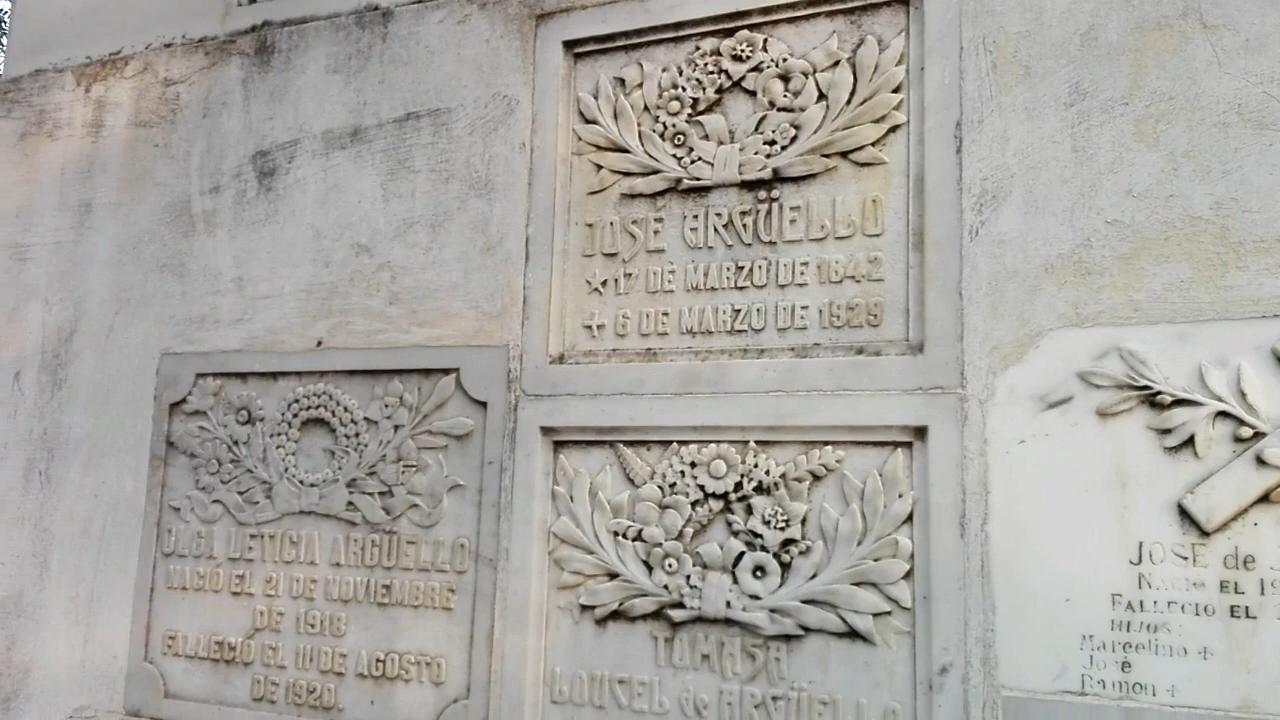 JOSE ARGÜELLO
★ 17 DE MARZO DE 1842
✝ 6 DE MARZO DE 1929
OLGA LETICIA ARGÜELLO
NACIÓ EL 21 DE NOVIEMBRE
DE 1918
FALLECIÓ EL 11 DE AGOSTO
DE 1920.
TOMASA
LOUCEL de ARGÜELLO
JOSE de
NACIO EL 19
FALLECIO EL
HIJOS:
Marcelino +
José
Ramon +